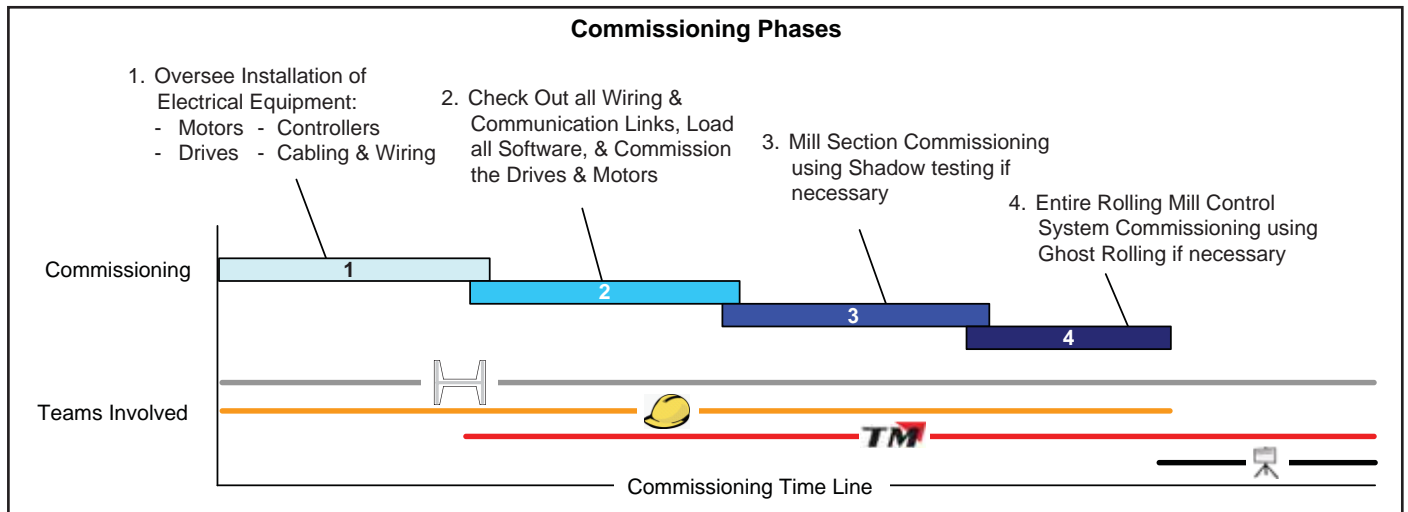 Commissioning Phases
1. Oversee Installation of
Electrical Equipment:
- Motors - Controllers
- Drives - Cabling & Wiring
2. Check Out all Wiring &
Communication Links, Load
all Software, & Commission
the Drives & Motors
3. Mill Section Commissioning
using Shadow testing if
necessary
4. Entire Rolling Mill Control
System Commissioning using
Ghost Rolling if necessary
Commissioning
1
2
3
4
Teams Involved
TM
Commissioning Time Line